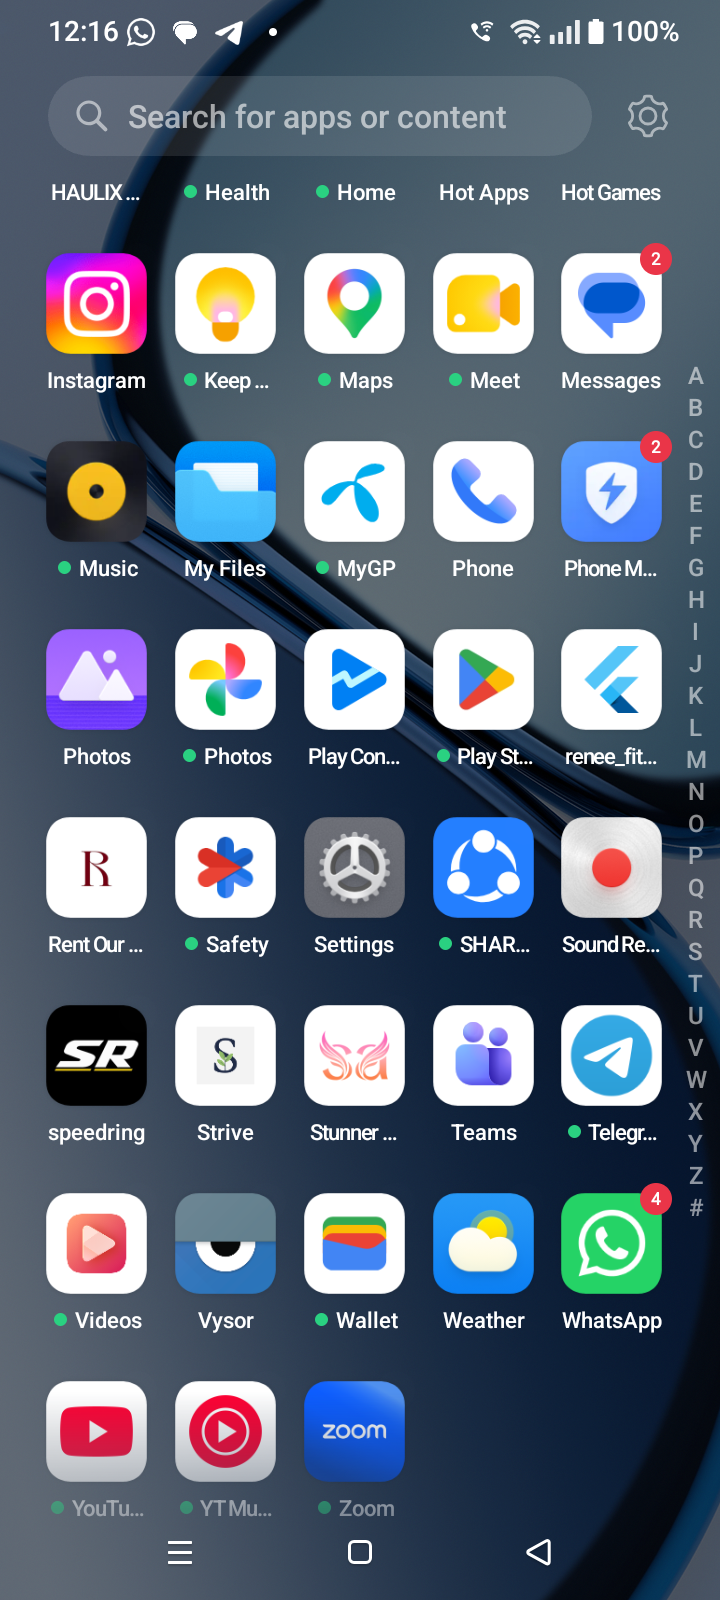 12:16 100%
Search for apps or content
HAULIX... Health Home Hot Apps Hot Games
2
Instagram Keep... Maps Meet Messages
2
Music My Files MyGP Phone Phone M...
Photos Photos Play Con... Play St... renee_fit...
R
Rent Our ... Safety Settings SHAR... Sound Re...
SR S sa
speedring Strive Stunner ... Teams Telegr...
4
Videos Vysor Wallet Weather WhatsApp
zoom
YouTu... YT Mu... Zoom
A
B
C
D
E
F
G
H
I
J
K
L
M
N
O
P
Q
R
S
T
U
V
W
X
Y
Z
#